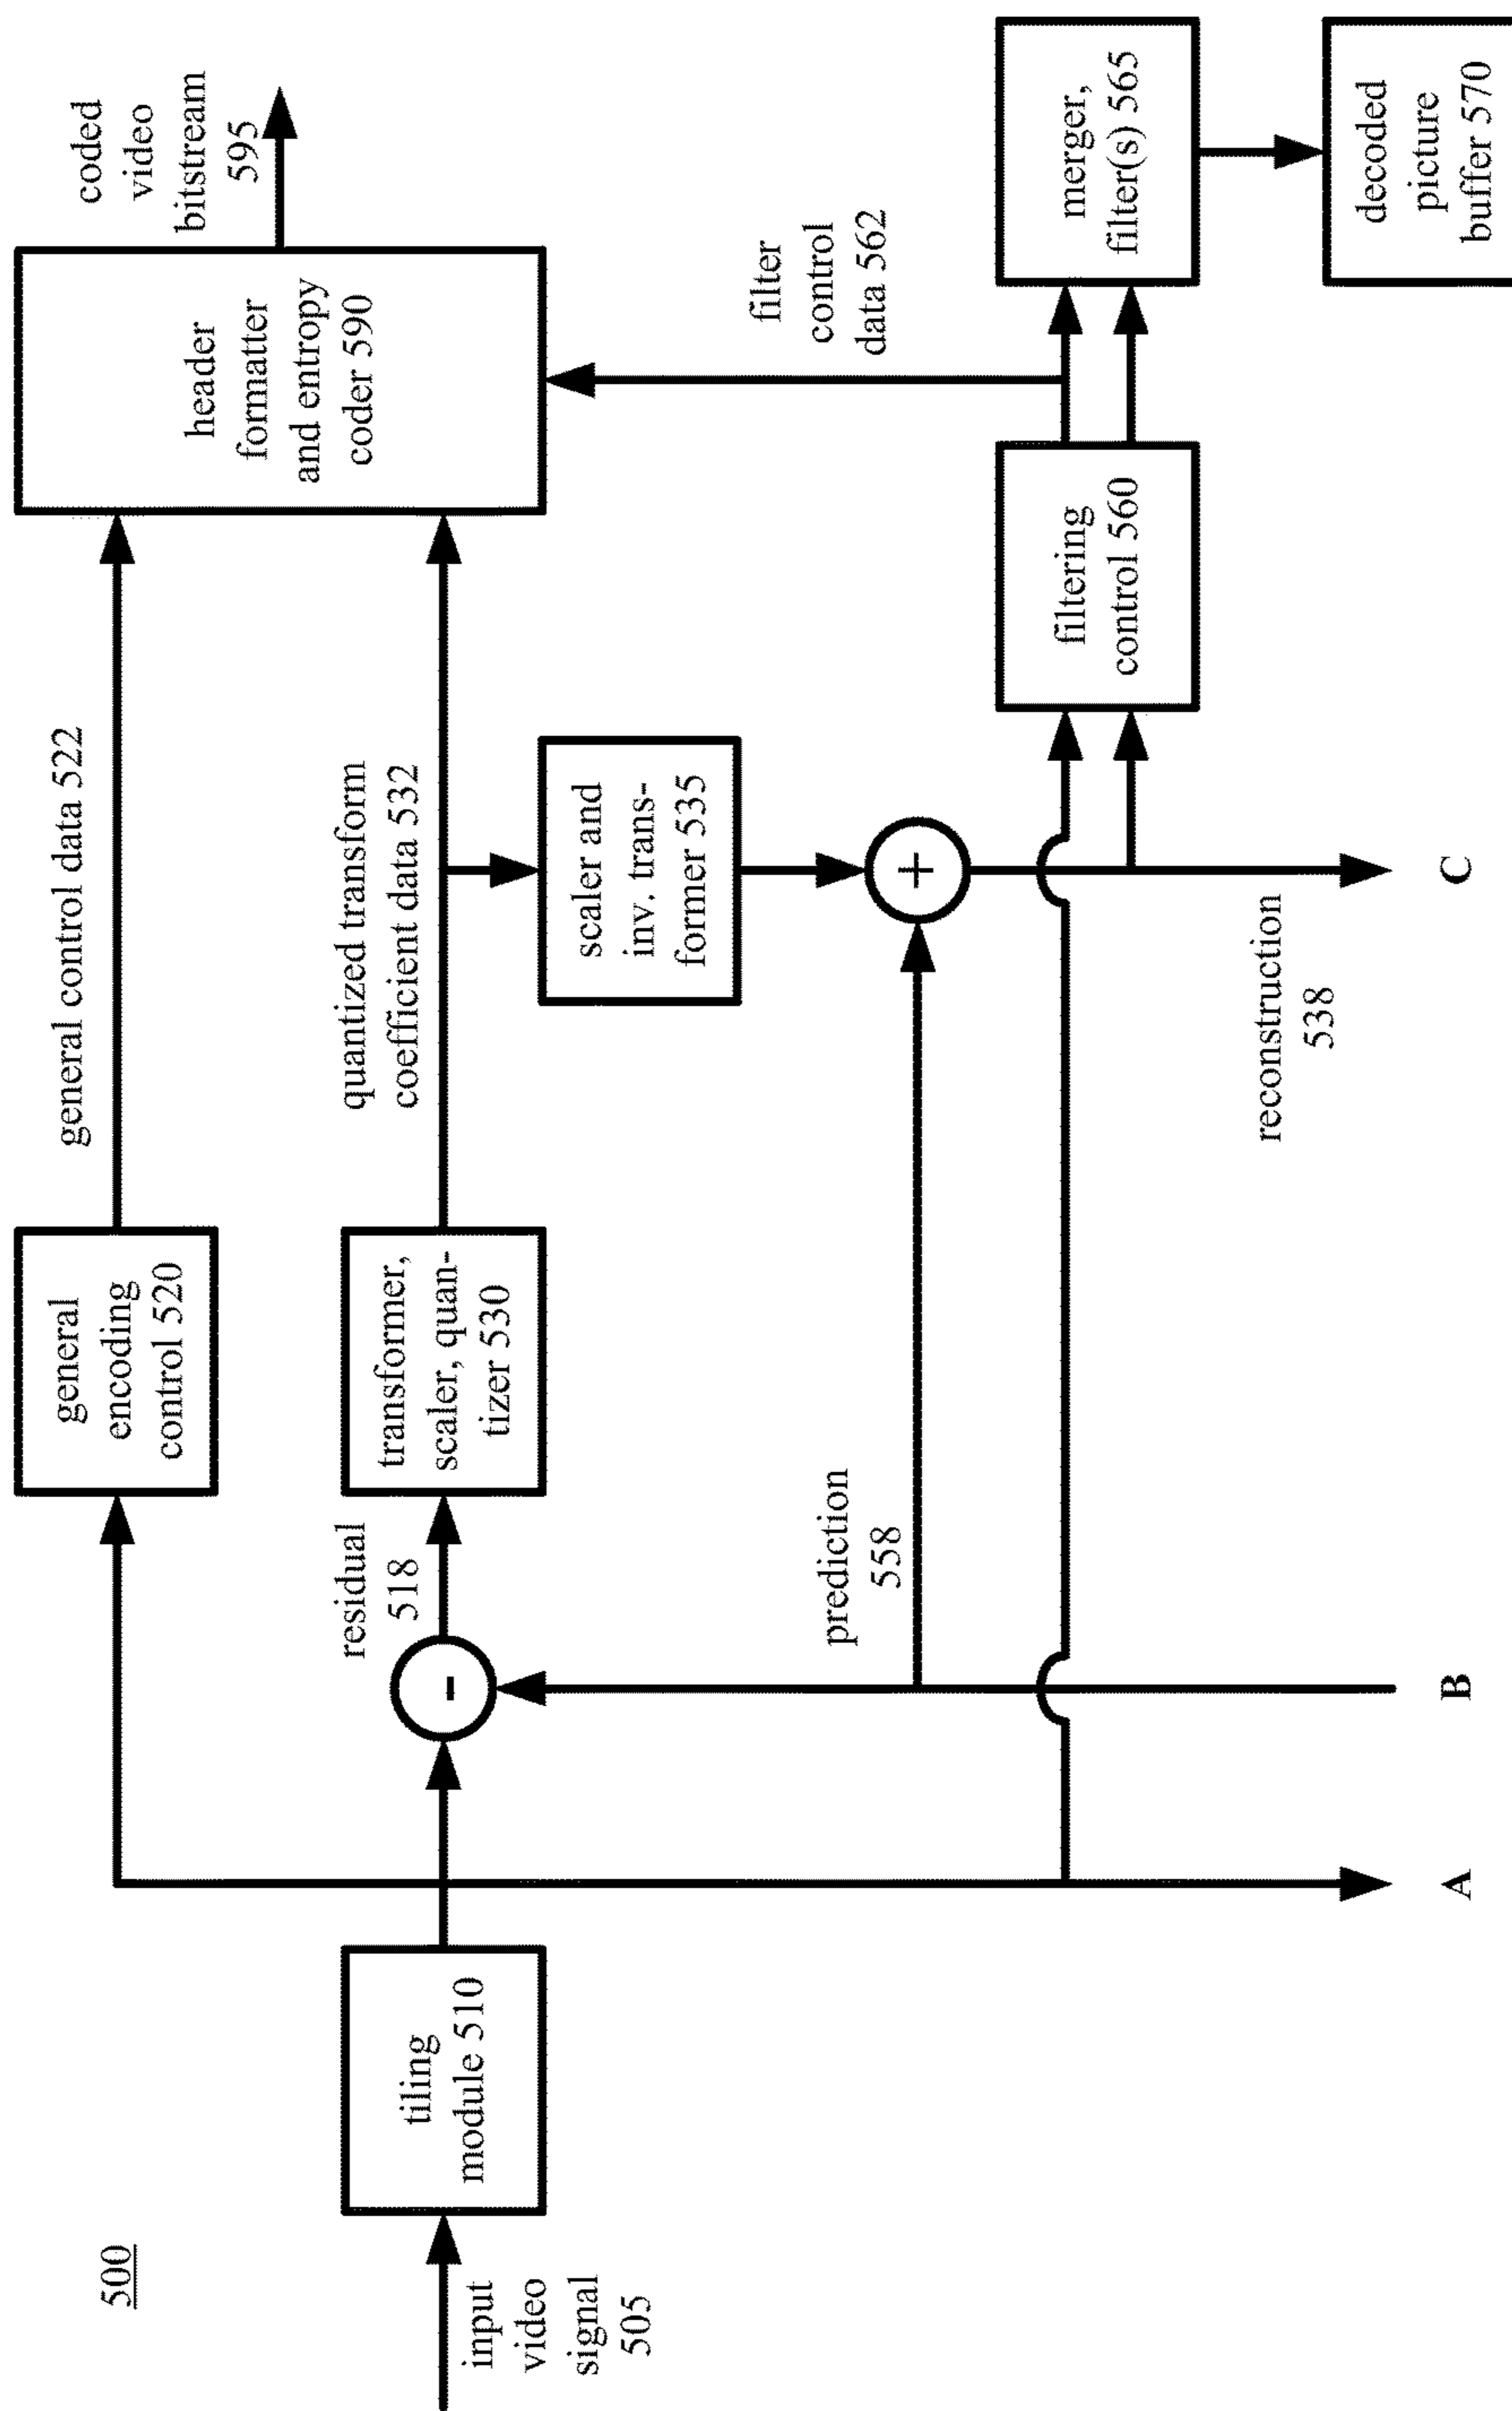 500
input
video
signal
505
tiling
module 510
general
encoding
control 520
general control data 522
header
formatter
and entropy
coder 590
coded
video
bitstream
595
-
residual
518
transformer,
scaler, quan-
tizer 530
quantized transform
coefficient data 532
scaler and
inv. trans-
former 535
prediction
558
+
filter
control
data 562
filtering
control 560
merger,
filter(s) 565
decoded
picture
buffer 570
reconstruction
538
A
B
C